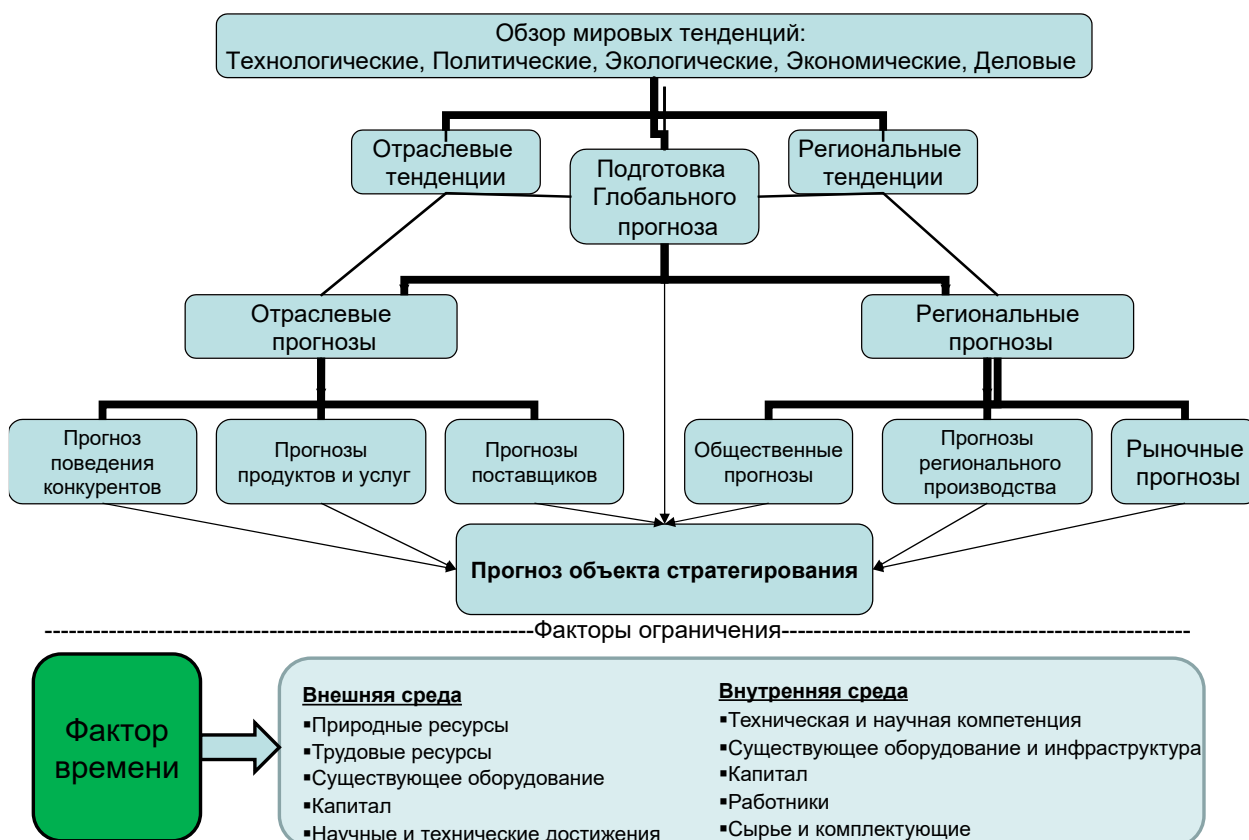 Обзор мировых тенденций:
Технологические, Политические, Экологические, Экономические, Деловые
Отраслевые
тенденции
Подготовка
Глобального
прогноза
Региональные
тенденции
Отраслевые
прогнозы
Региональные
прогнозы
Прогноз
поведения
конкурентов
Прогнозы
продуктов и услуг
Прогнозы
поставщиков
Общественные
прогнозы
Прогнозы
регионального
производства
Рыночные
прогнозы
Прогноз объекта стратегирования
Факторы ограничения
Фактор
времени
Внешняя среда
▪Природные ресурсы
▪Трудовые ресурсы
▪Существующее оборудование
▪Капитал
▪Научные и технические достижения
Внутренняя среда
▪Техническая и научная компетенция
▪Существующее оборудование и инфраструктура
▪Капитал
▪Работники
▪Сырье и комплектующие